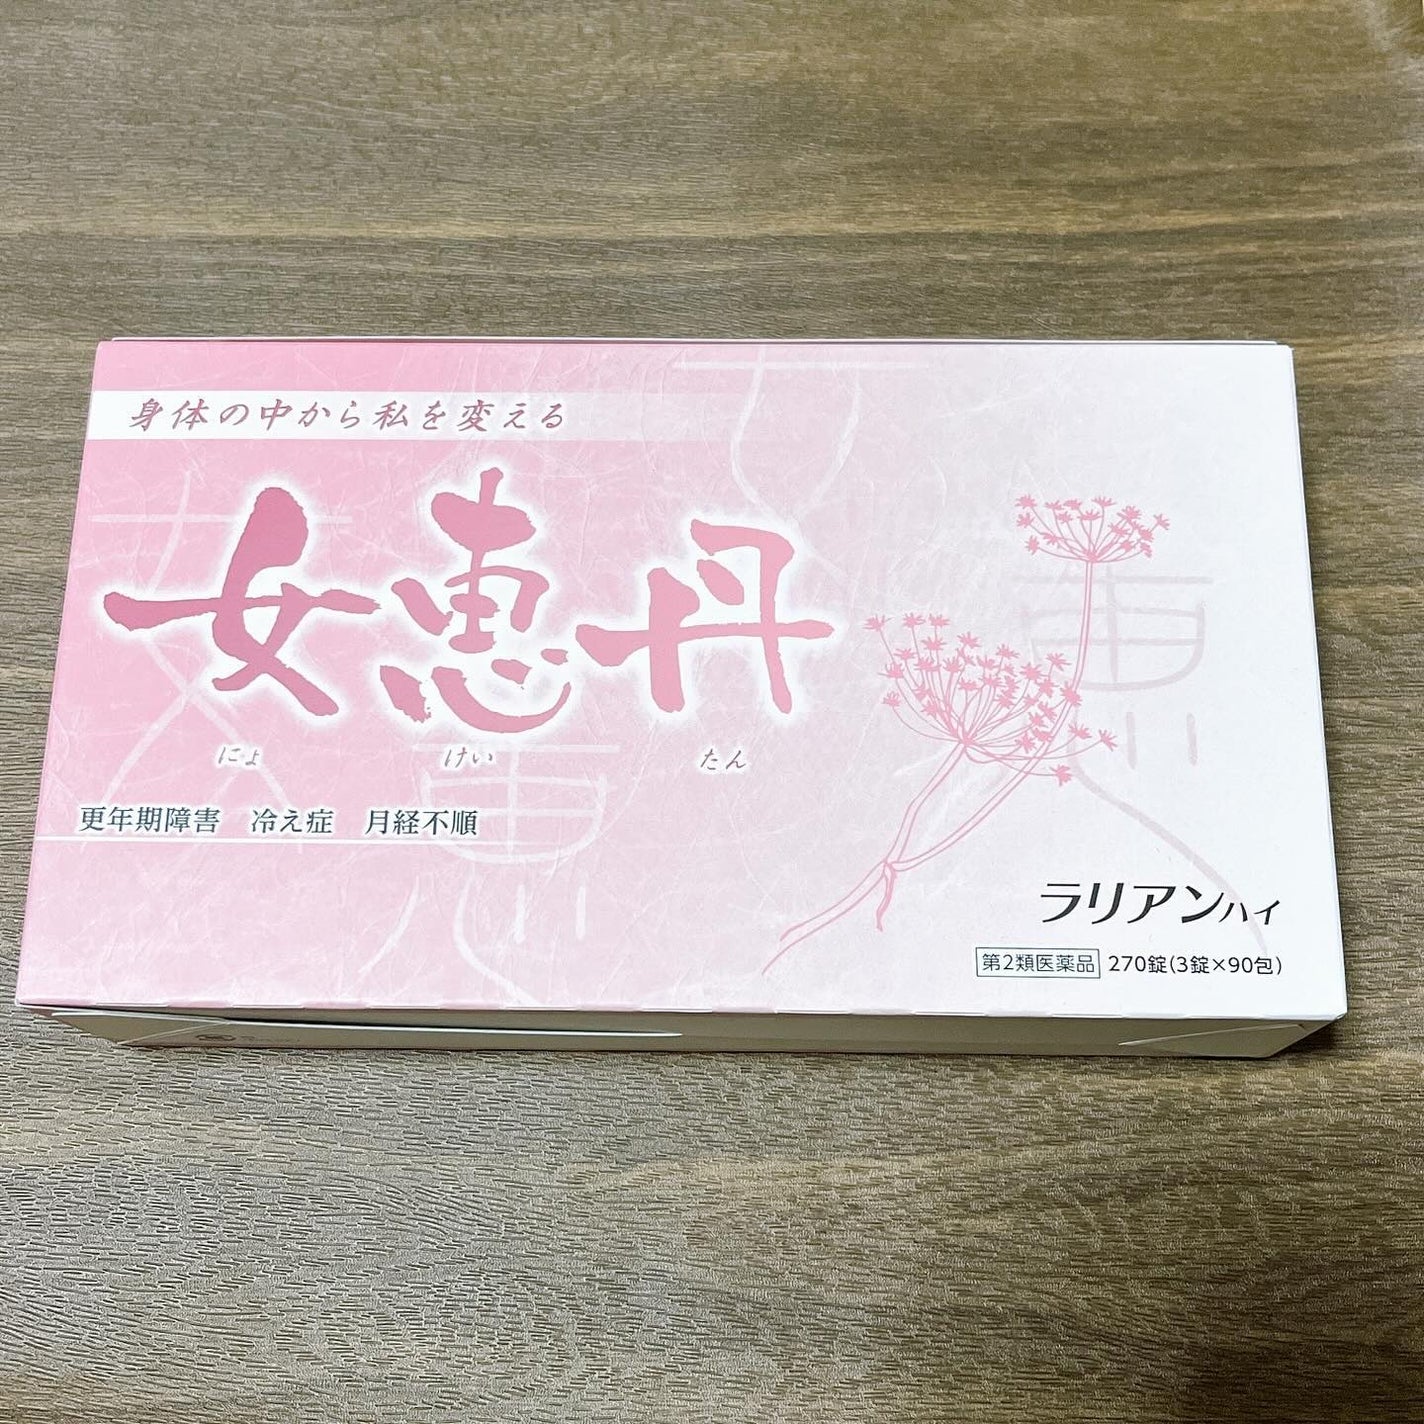 身体の中から私を変える
女恵丹
にょ けい たん
更年期障害 冷え症 月経不順
ラリアンハイ
第2類医薬品 270錠(3錠×90包)